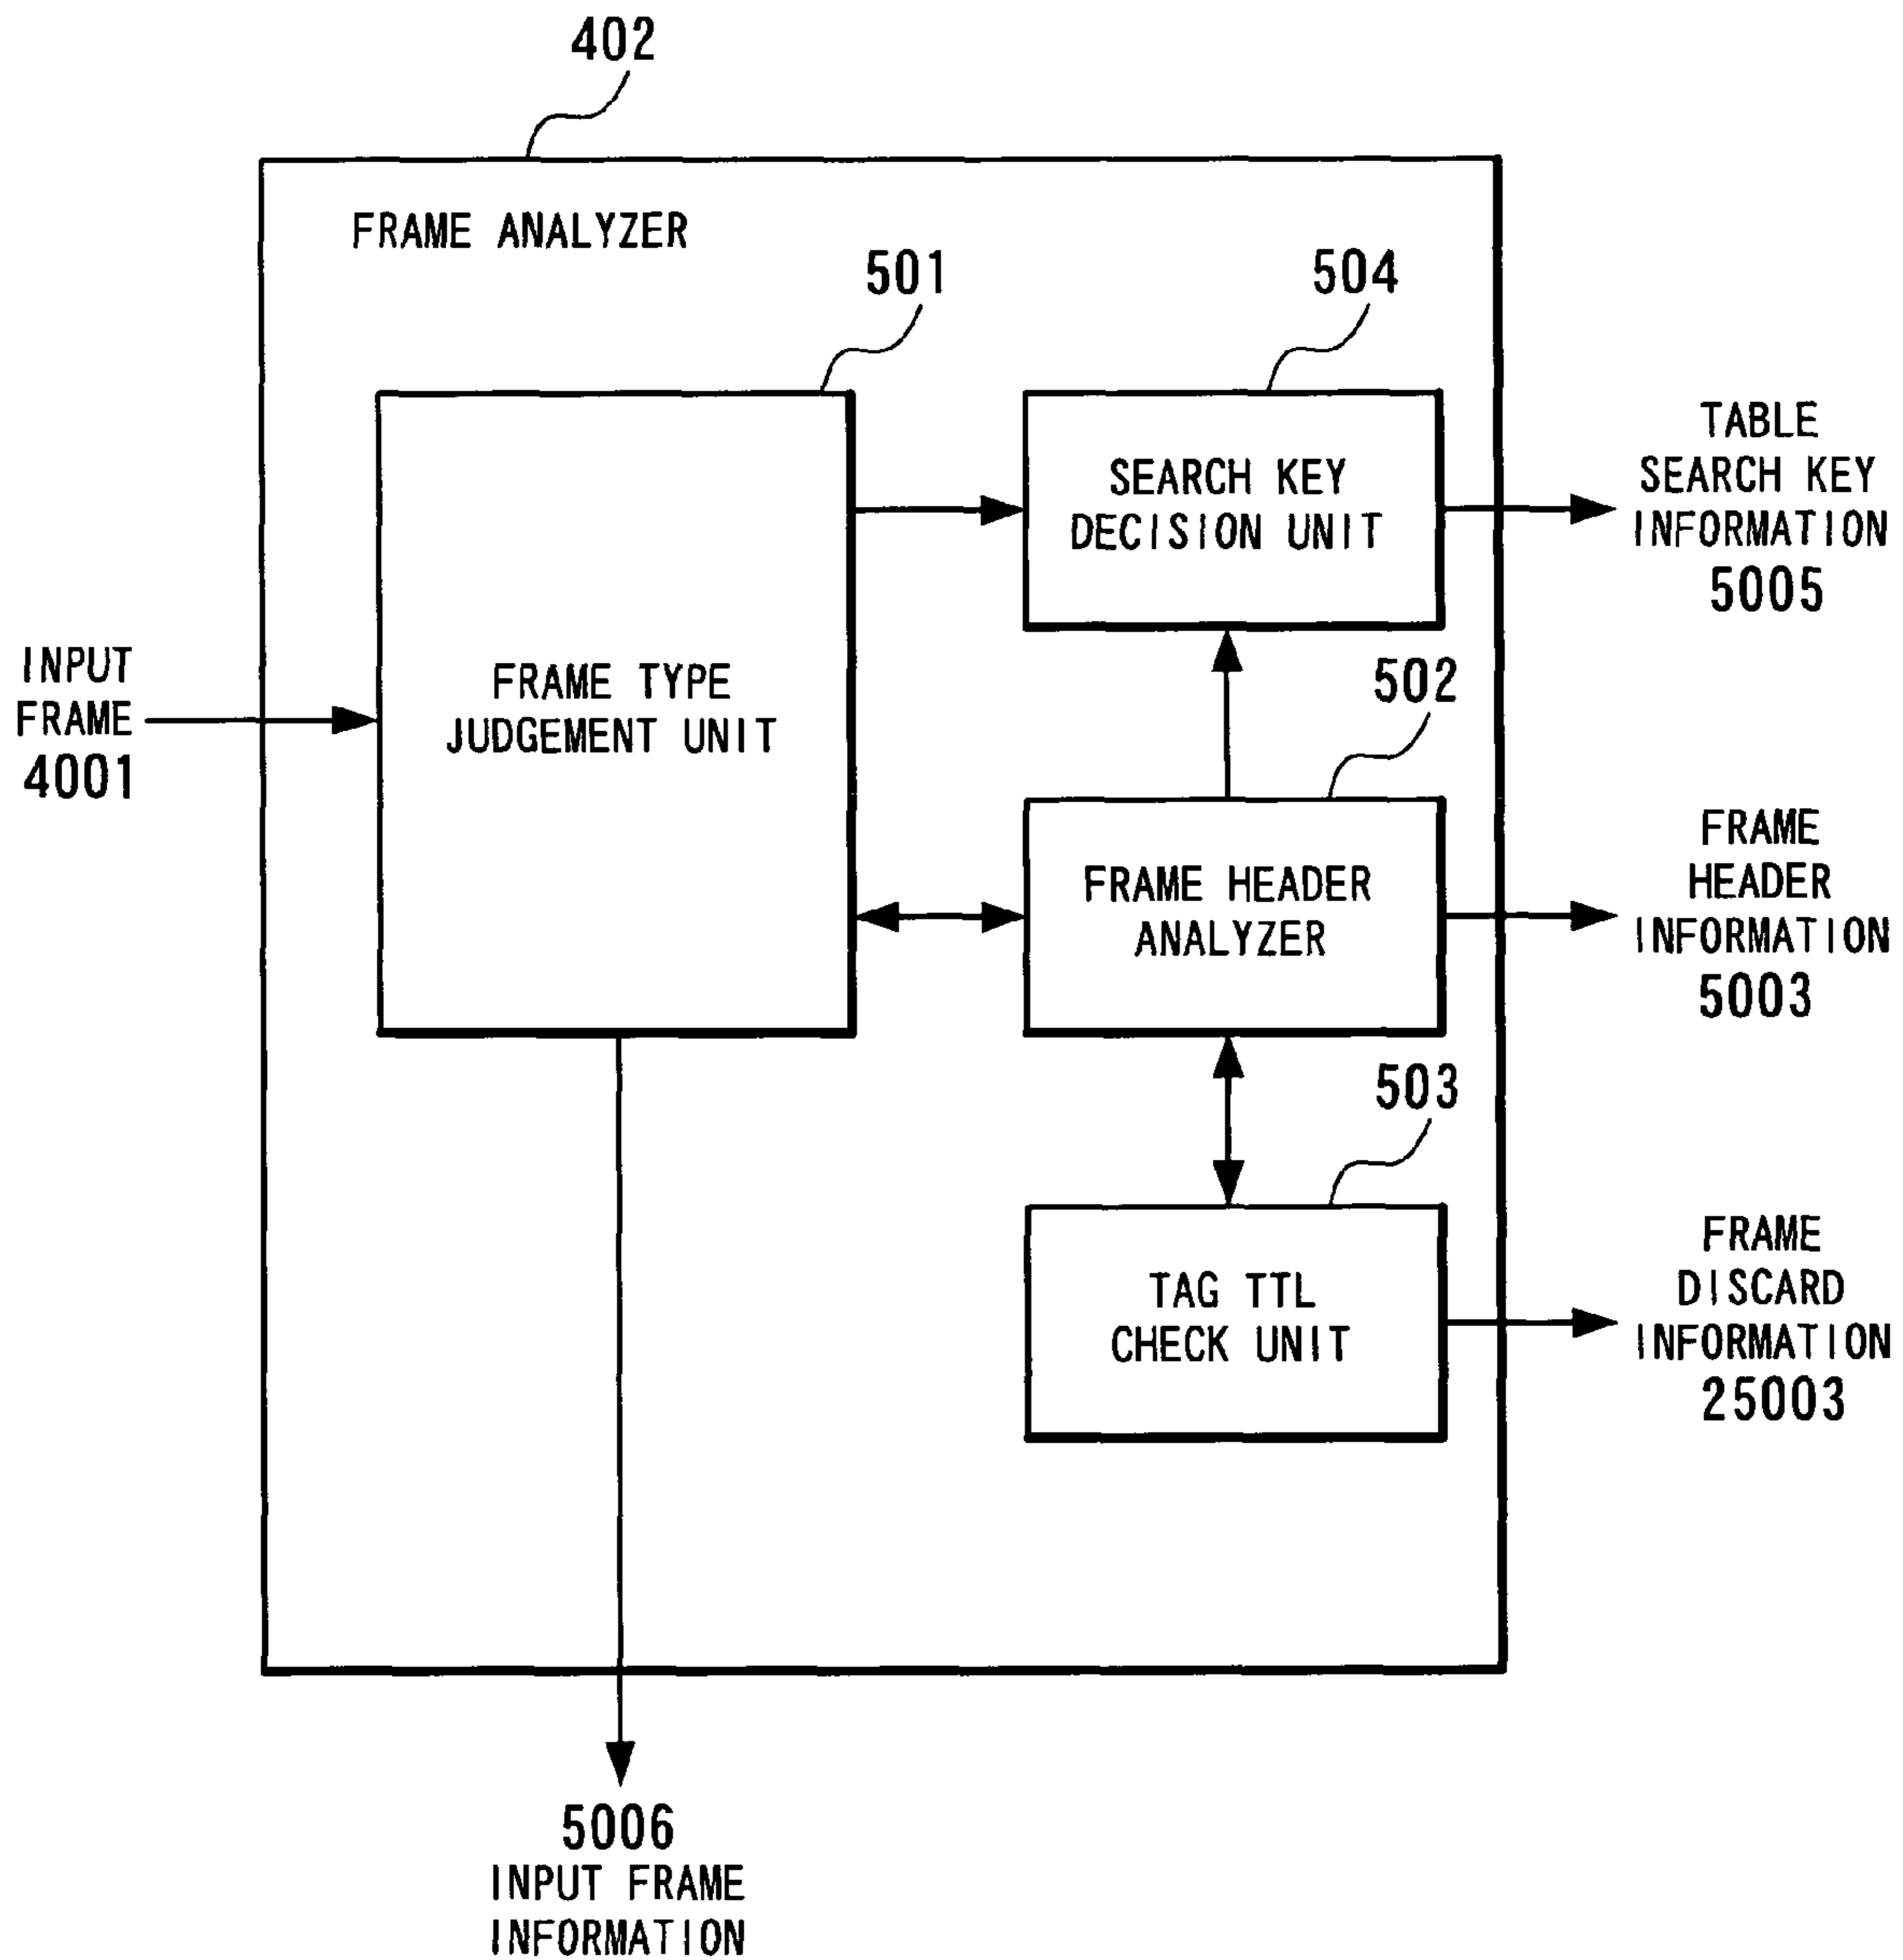 402
FRAME ANALYZER
501
504
SEARCH KEY
DECISION UNIT
TABLE
SEARCH KEY
INFORMATION
5005
INPUT
FRAME
4001
FRAME TYPE
JUDGEMENT UNIT
502
FRAME HEADER
ANALYZER
FRAME
HEADER
INFORMATION
5003
503
TAG TTL
CHECK UNIT
FRAME
DISCARD
INFORMATION
25003
5006
INPUT FRAME
INFORMATION